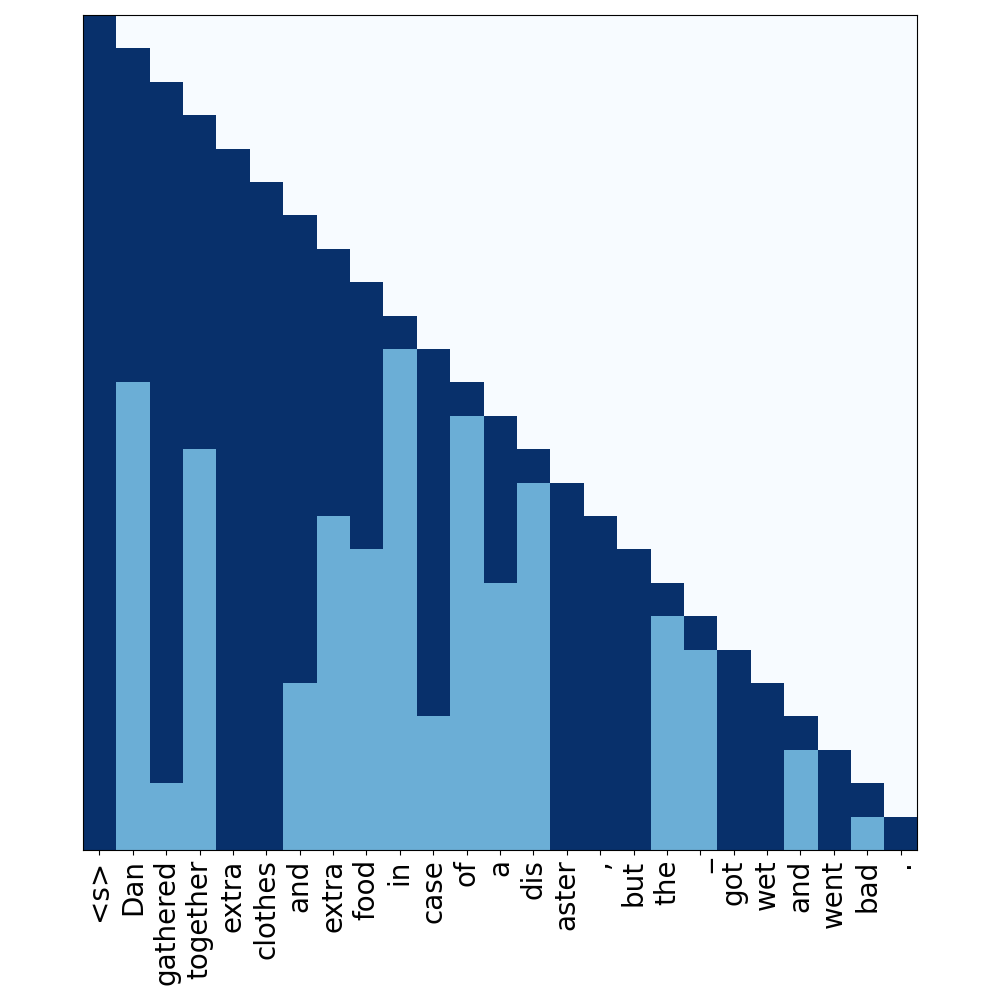 <s> Dan gathered together extra clothes and extra food in case of a dis aster , but the _ got wet and went bad .